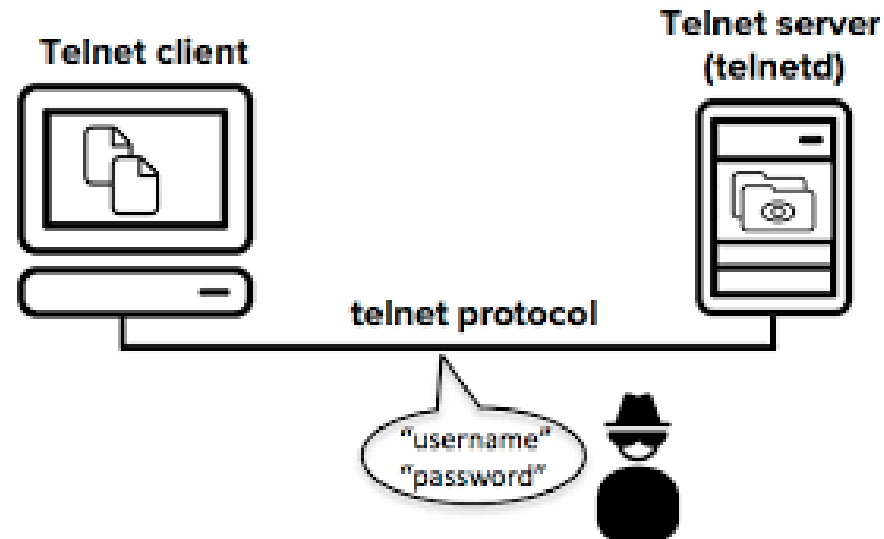 Telnet client
Telnet server
(telnetd)
telnet protocol
“username“
“password“